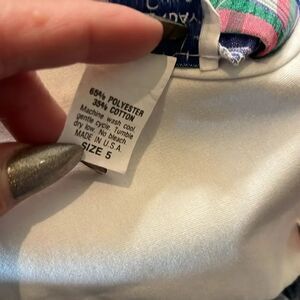 65% POLYESTER
35% COTTON
Machine wash cool
gentle cycle. Tumble
dry low. No bleach
MADE IN U.S.A.
SIZE 5